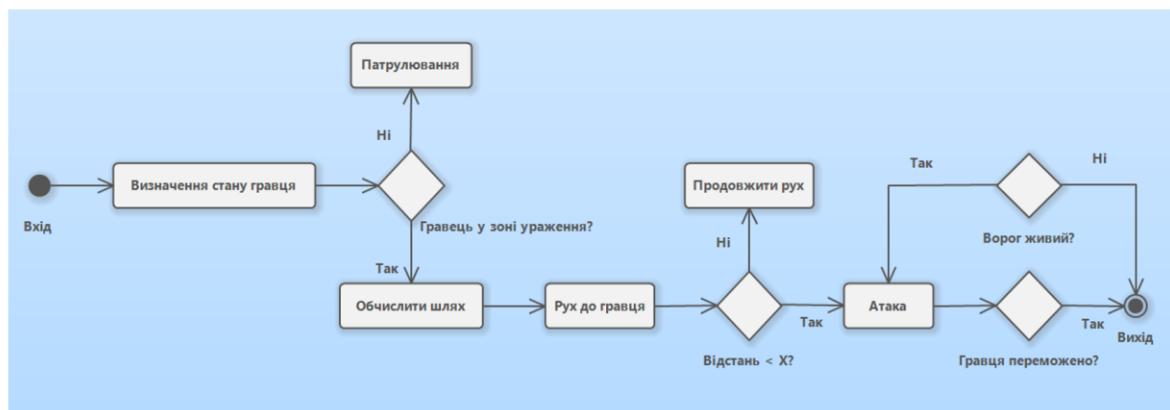 Патрулювання
Ні
Визначення стану гравця
Вхід
Гравець у зоні ураження?
Так
Обчислити шлях
Рух до гравця
Продовжити рух
Ні
Відстань < X?
Так
Атака
Так
Ні
Ворог живий?
Гравця переможено?
Так
Вихід